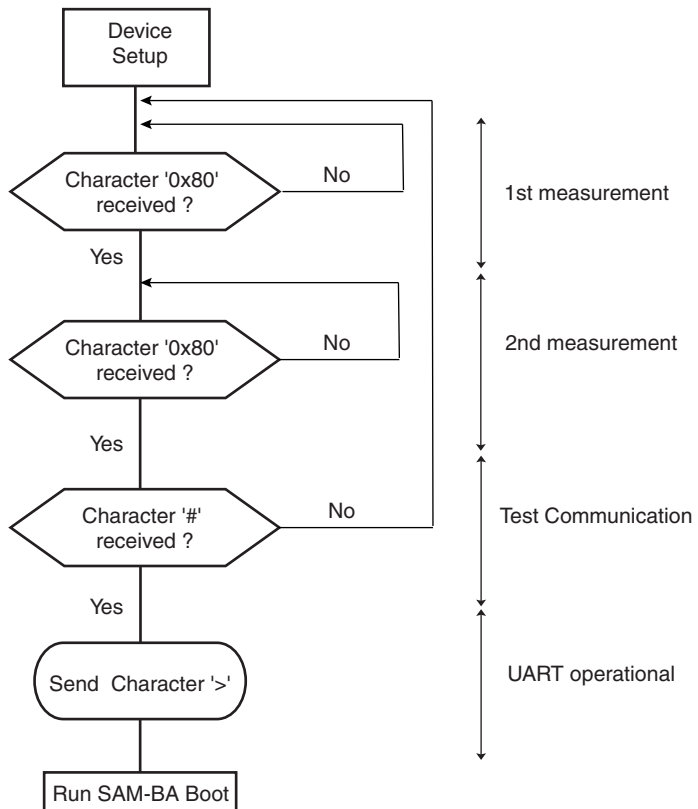 Device
Setup
Character '0x80'
received ?
No
1st measurement
Yes
Character '0x80'
received ?
No
2nd measurement
Yes
Character '#'
received ?
No
Test Communication
Yes
Send Character '>'
UART operational
Run SAM-BA Boot